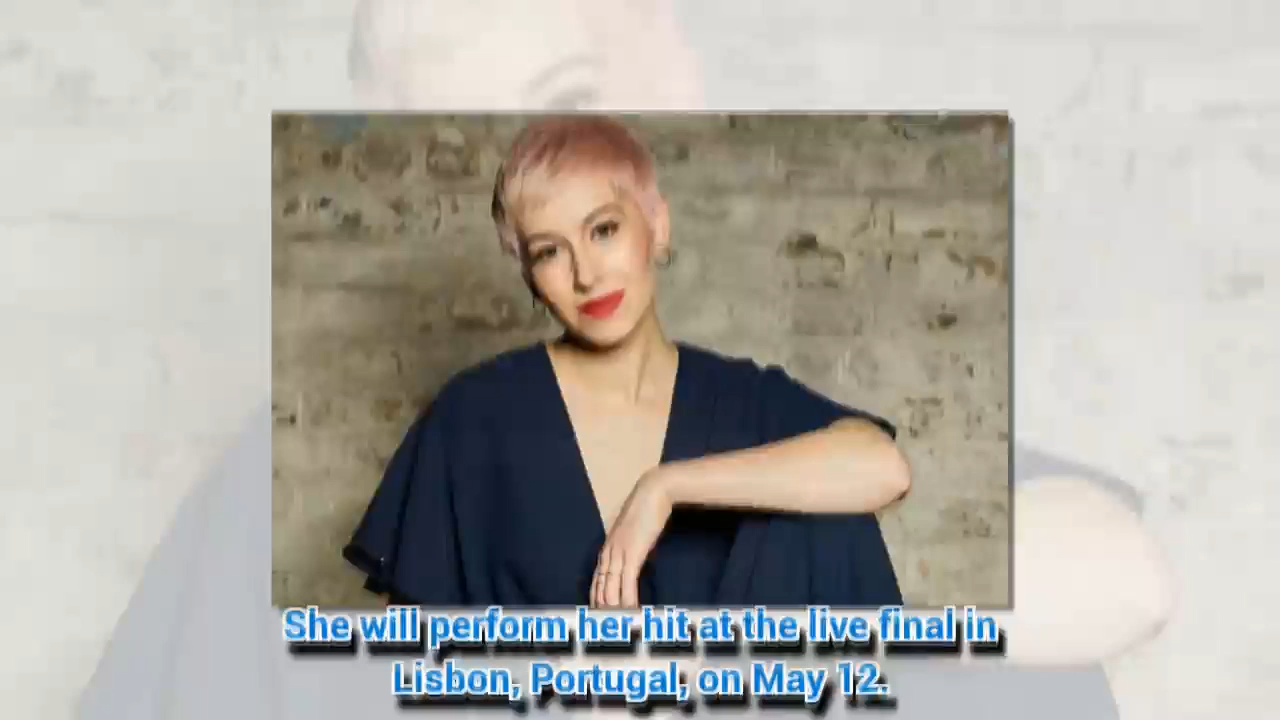 She will perform her hit at the live final in
Lisbon, Portugal, on May 12.